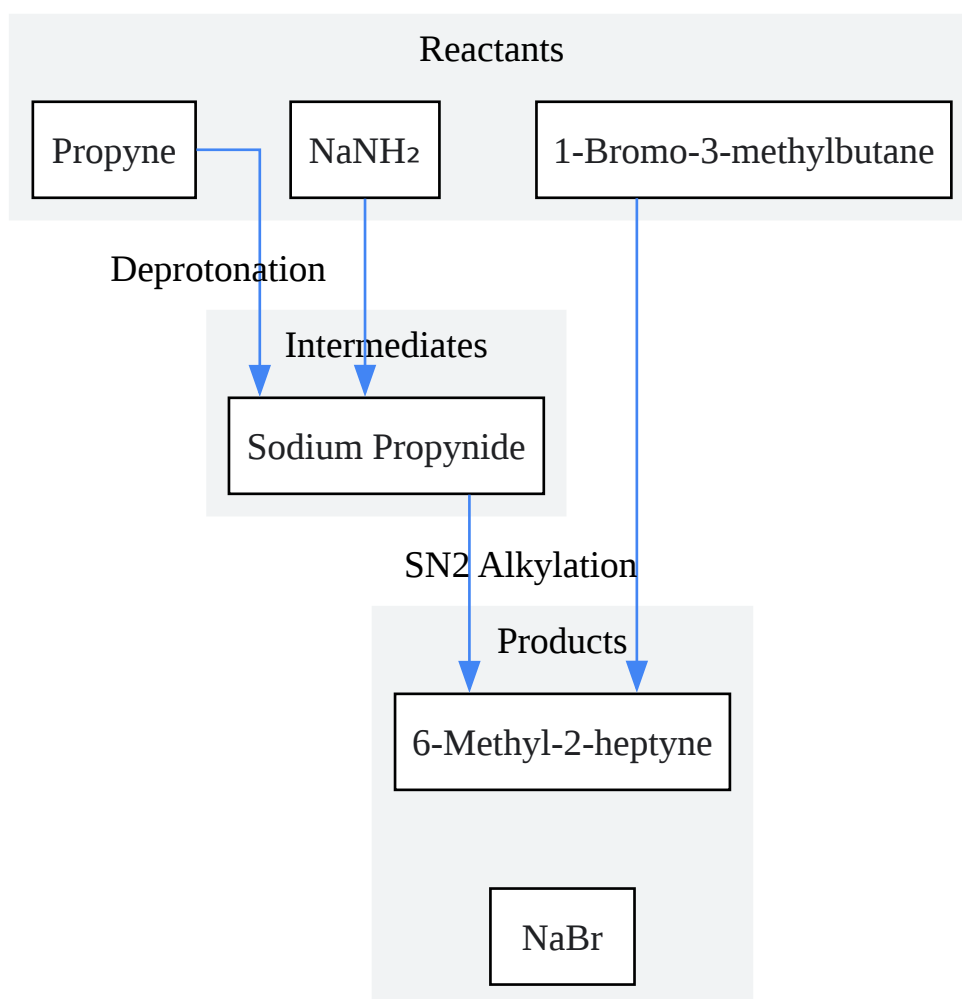 Reactants
Propyne
NaNH₂
1-Bromo-3-methylbutane
Deprotonation
Intermediates
Sodium Propynide
SN2 Alkylation
Products
6-Methyl-2-heptyne
NaBr